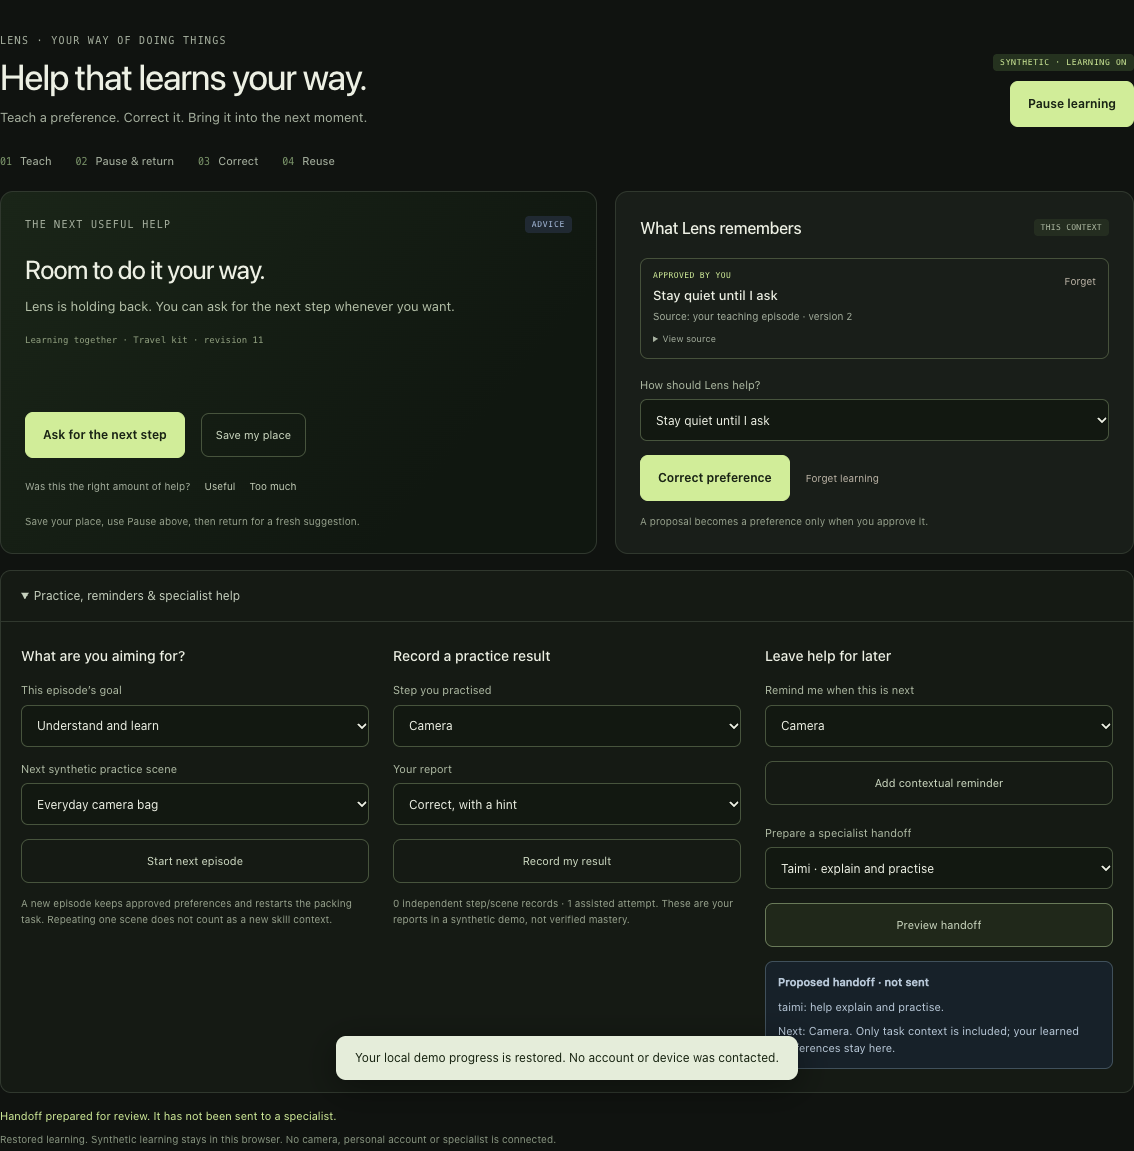 LENS · YOUR WAY OF DOING THINGS
Help that learns your way.
Teach a preference. Correct it. Bring it into the next moment.
SYNTHETIC · LEARNING ON
Pause learning
01 Teach 02 Pause & return 03 Correct 04 Reuse
THE NEXT USEFUL HELP
ADVICE
Room to do it your way.
Lens is holding back. You can ask for the next step whenever you want.
Learning together · Travel kit · revision 11
Ask for the next step
Save my place
Was this the right amount of help? Useful Too much
Save your place, use Pause above, then return for a fresh suggestion.
What Lens remembers
THIS CONTEXT
APPROVED BY YOU
Stay quiet until I ask
Forget
Source: your teaching episode · version 2
View source
How should Lens help?
Stay quiet until I ask
Correct preference
Forget learning
A proposal becomes a preference only when you approve it.
Practice, reminders & specialist help
What are you aiming for?
This episode's goal
Understand and learn
Next synthetic practice scene
Everyday camera bag
Start next episode
A new episode keeps approved preferences and restarts the packing
task. Repeating one scene does not count as a new skill context.
Record a practice result
Step you practised
Camera
Your report
Correct, with a hint
Record my result
0 independent step/scene records · 1 assisted attempt. These are your
reports in a synthetic demo, not verified mastery.
Leave help for later
Remind me when this is next
Camera
Add contextual reminder
Prepare a specialist handoff
Taimi · explain and practise
Preview handoff
Proposed handoff · not sent
taimi: help explain and practise.
Next: Camera. Only task context is included; your learned
stay here.
Your local demo progress is restored. No account or device was contacted.
Handoff prepared for review. It has not been sent to a specialist.
Restored learning. Synthetic learning stays in this browser. No camera, personal account or specialist is connected.